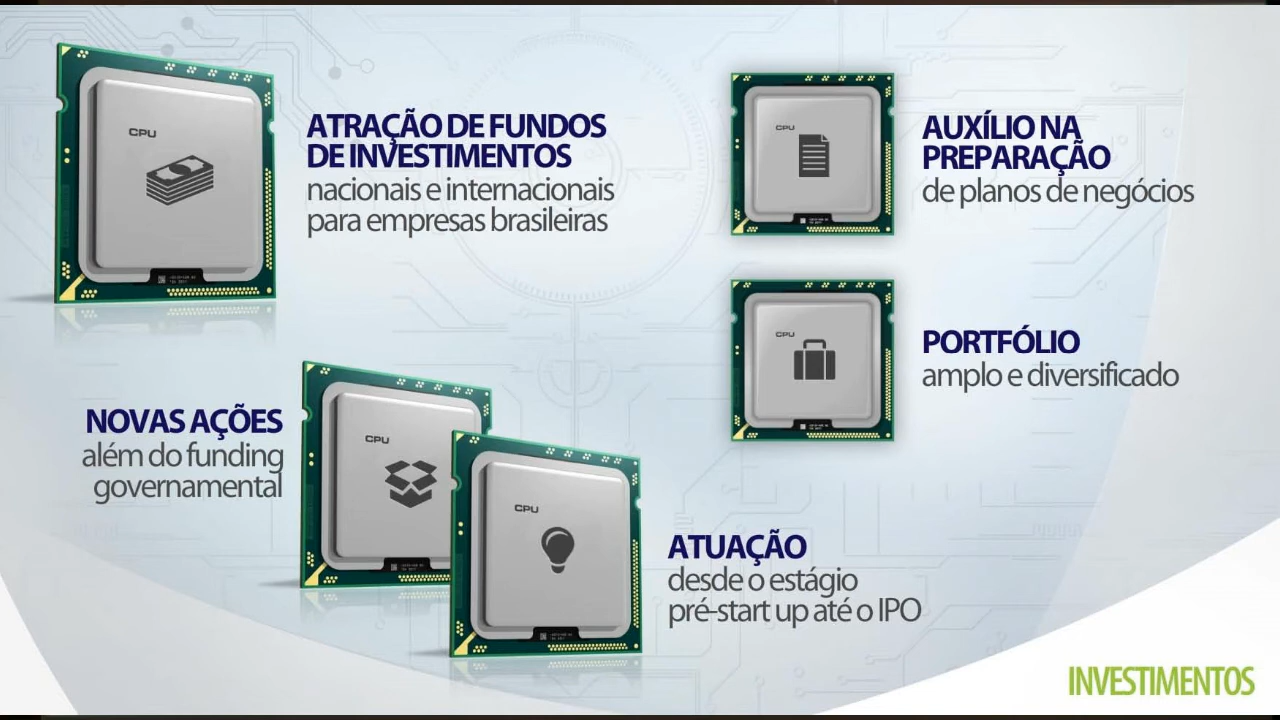 CPU
ATRAÇÃO DE FUNDOS
DE INVESTIMENTOS
nacionais e internacionais
para empresas brasileiras
CPU
AUXÍLIO NA
PREPARAÇÃO
de planos de negócios
CPU
PORTFÓLIO
amplo e diversificado
NOVAS AÇÕES
além do funding
governamental
CPU
CPU
ATUAÇÃO
desde o estágio
pré-start up até o IPO
INVESTIMENTOS